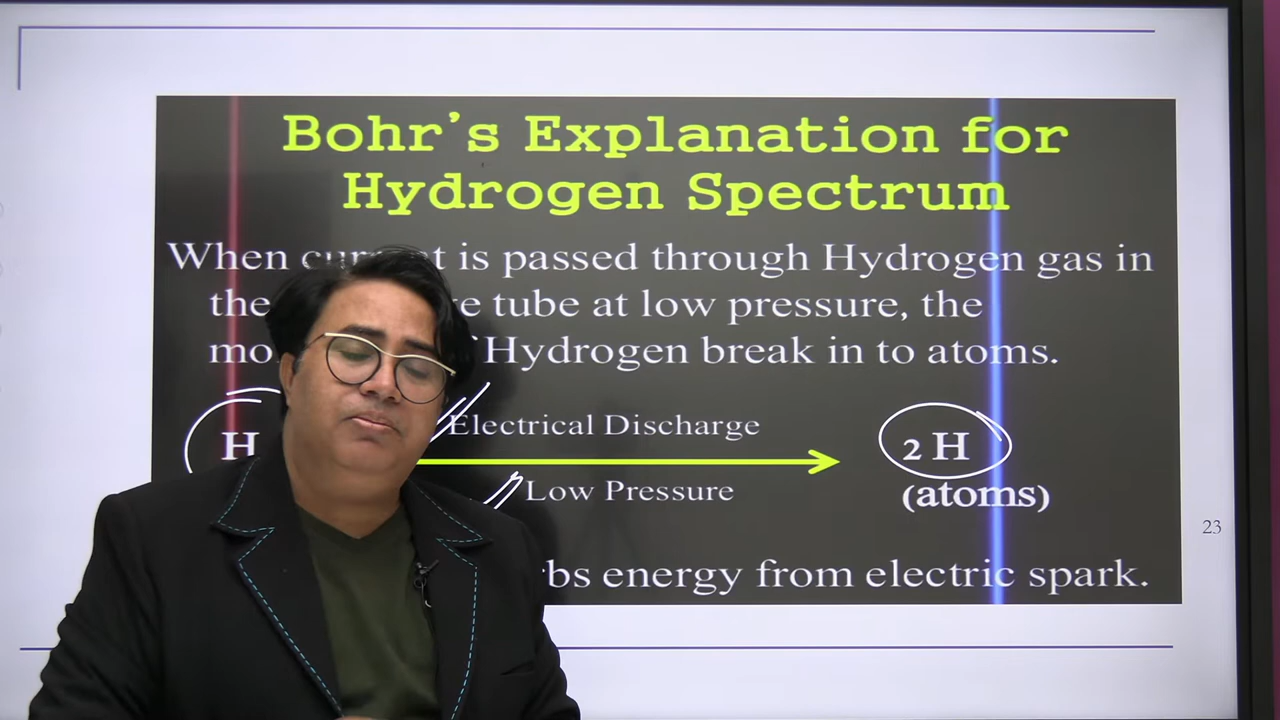 Bohr's Explanation for
Hydrogen Spectrum
When is passed through Hydrogen gas in
the tube at low pressure, the
Hydrogen break in to atoms.
H Electrical Discharge 2 H
Low Pressure (atoms)
23
energy from electric spark.